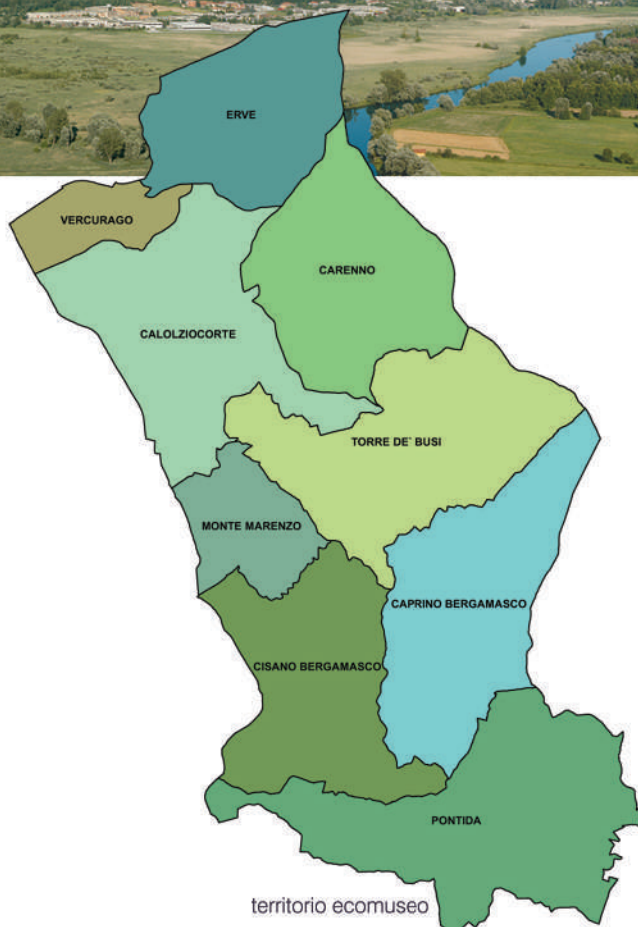 ERVE
VERCURAGO
CARENNO
CALOLZIOCORTE
TORRE DE` BUSI
MONTE MARENZO
CAPRINO BERGAMASCO
CISANO BERGAMASCO
PONTIDA
territorio ecomuseo